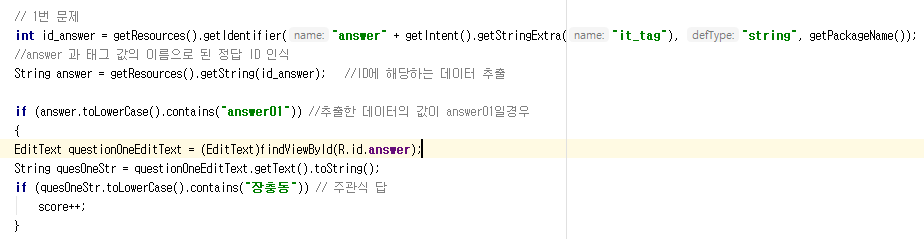 // 1번 문제
int id_answer = getResources().getIdentifier( name: "answer" + getIntent().getStringExtra( name: "it_tag"), defType: "string", getPackageName());
//answer 과 태그 값의 이름으로 된 정답 ID 인식
String answer = getResources().getString(id_answer); //ID에 해당하는 데이터 추출
if (answer.toLowerCase().contains("answer01")) //추출한 데이터의 값이 answer01일경우
{
EditText questionOneEditText = (EditText)findViewById(R.id.answer);
String quesOneStr = questionOneEditText.getText().toString();
if (quesOneStr.toLowerCase().contains("장충동")) // 주관식 답
score++;
}